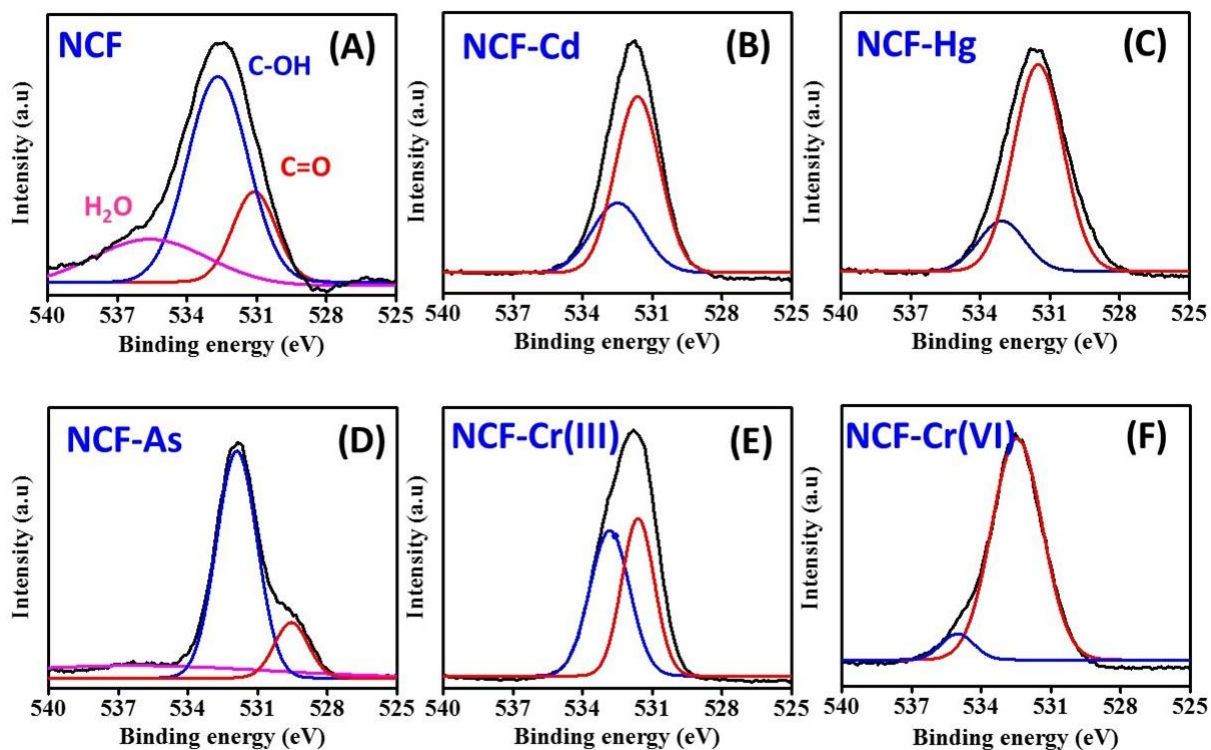 NCF
(A)
C-OH
C=O
H₂O
Intensity (a.u)
540 537 534 531 528 525
Binding energy (eV)
NCF-Cd
(B)
Intensity (a.u)
540 537 534 531 528 525
Binding energy (eV)
NCF-Hg
(C)
Intensity (a.u)
540 537 534 531 528 525
Binding energy (eV)
NCF-As
(D)
Intensity (a.u)
540 537 534 531 528 525
Binding energy (eV)
NCF-Cr(III)
(E)
Intensity (a.u)
540 537 534 531 528 525
Binding energy (eV)
NCF-Cr(VI)
(F)
Intensity (a.u)
540 537 534 531 528 525
Binding energy (eV)